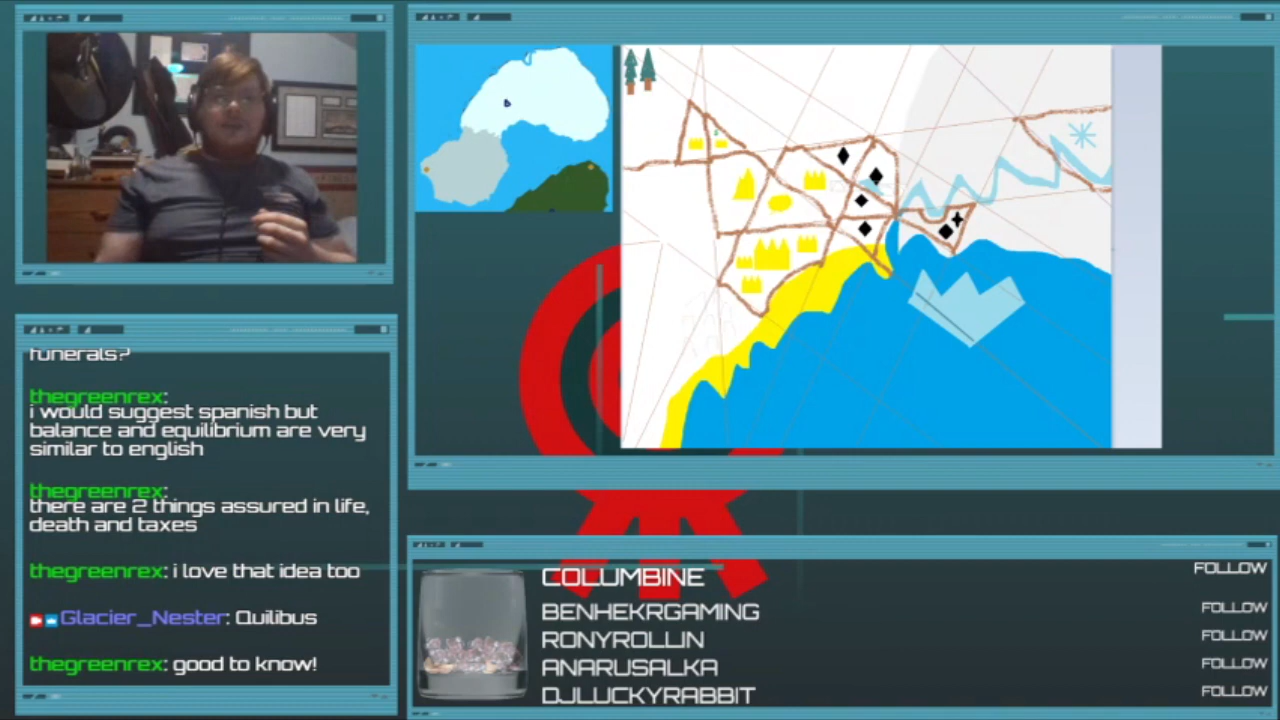 funerals?
thegreenrex:
i would suggest spanish but
balance and equilibrium are very
similar to english
thegreenrex:
there are 2 things assured in life,
death and taxes
thegreenrex: i love that idea too
Glacier_Nester: Quilibus
thegreenrex: good to know!
COLUMBINE FOLLOW
BENHEKRGAMING FOLLOW
RONYROLLIN FOLLOW
ANARUSALKA FOLLOW
DJLUCKYRABBIT FOLLOW